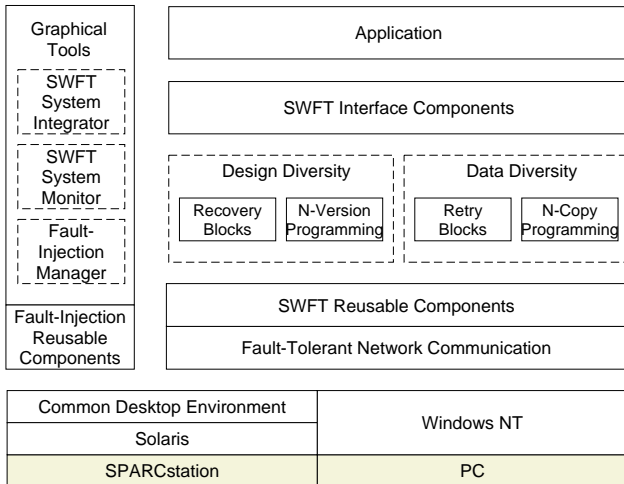 Graphical
Tools
SWFT
System
Integrator
SWFT
System
Monitor
Fault-
Injection
Manager
Fault-Injection
Reusable
Components
Application
SWFT Interface Components
Design Diversity
Recovery
Blocks
N-Version
Programming
Data Diversity
Retry
Blocks
N-Copy
Programming
SWFT Reusable Components
Fault-Tolerant Network Communication
Common Desktop Environment
Solaris
SPARCstation
Windows NT
PC